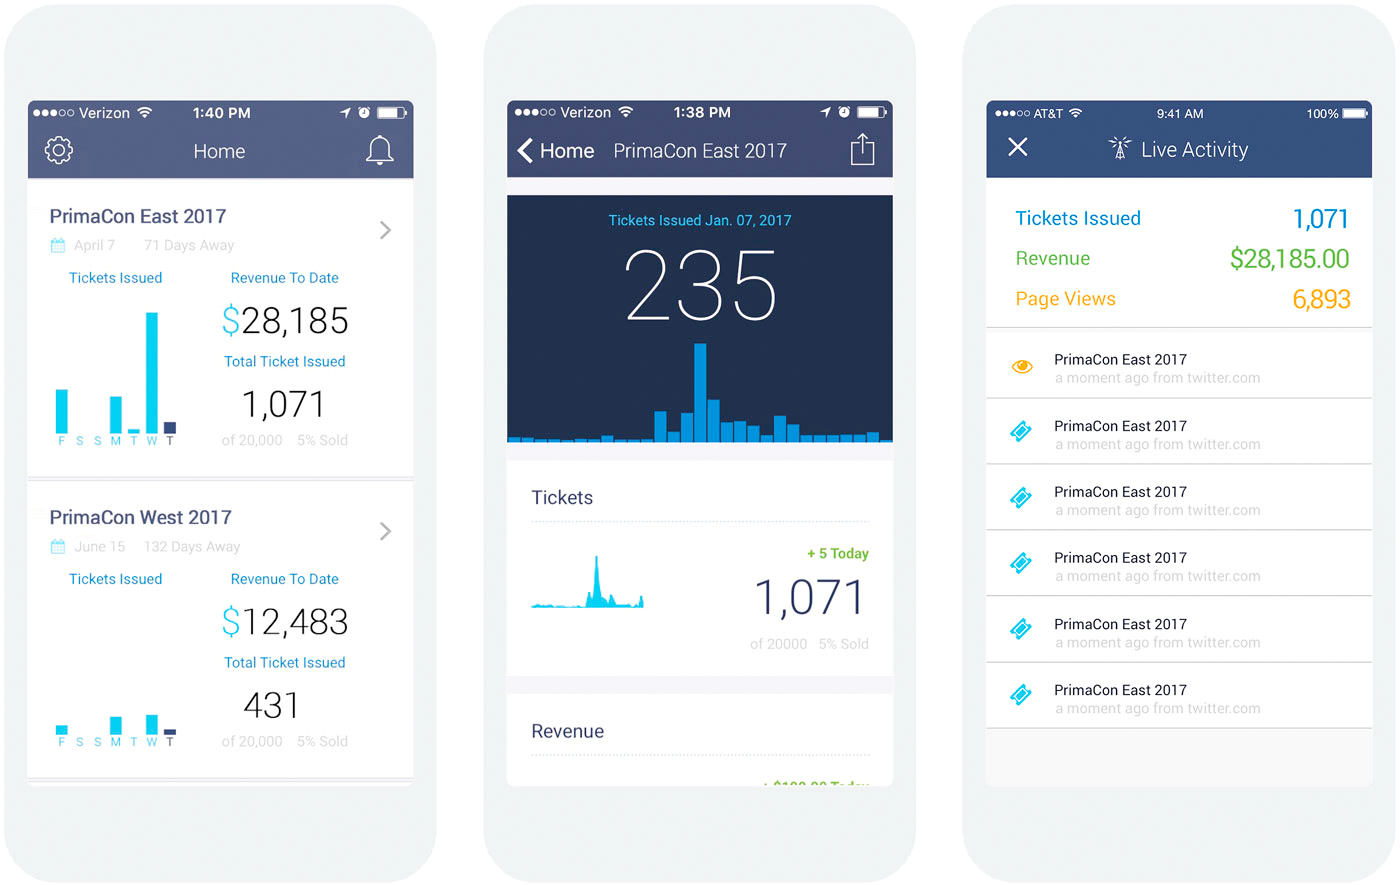 Verizon 1:40 PM
Home
PrimaCon East 2017
April 7 71 Days Away
Tickets Issued Revenue To Date
$28,185
Total Ticket Issued
1,071
F S S M T W T
of 20,000 5% Sold
PrimaCon West 2017
June 15 132 Days Away
Tickets Issued Revenue To Date
$12,483
Total Ticket Issued
431
F S S M T W T
of 20,000 5% Sold
Verizon 1:38 PM
Home PrimaCon East 2017
Tickets Issued Jan. 07, 2017
235
Tickets
+ 5 Today
1,071
of 20000 5% Sold
Revenue
+ $100.00 Today
AT&T 9:41 AM 100%
Live Activity
Tickets Issued 1,071
Revenue $28,185.00
Page Views 6,893
PrimaCon East 2017
a moment ago from twitter.com
PrimaCon East 2017
a moment ago from twitter.com
PrimaCon East 2017
a moment ago from twitter.com
PrimaCon East 2017
a moment ago from twitter.com
PrimaCon East 2017
a moment ago from twitter.com
PrimaCon East 2017
a moment ago from twitter.com